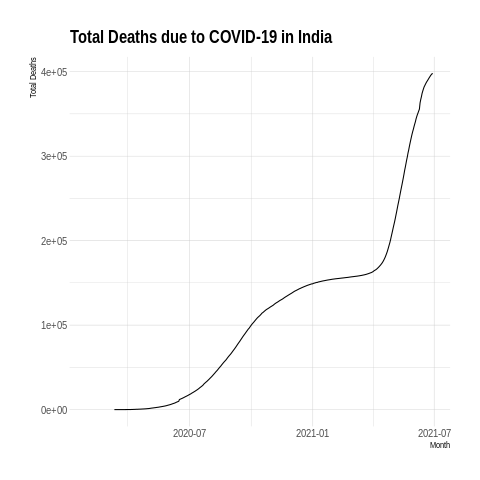 Total Deaths due to COVID-19 in India
Total Deaths
4e+05
3e+05
2e+05
1e+05
0e+00
2020-07
2021-01
2021-07
Month